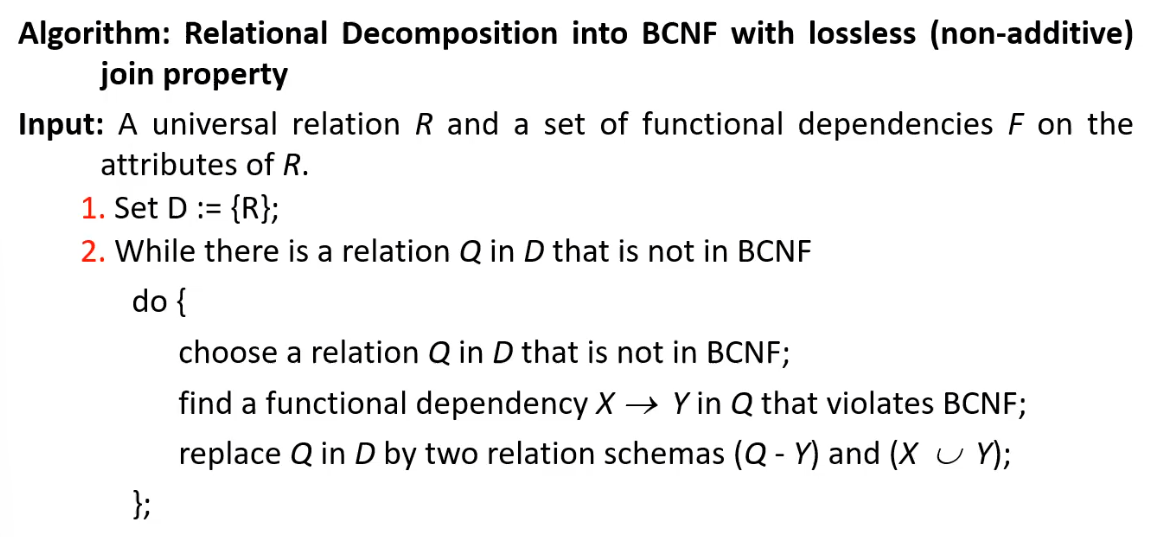 Algorithm: Relational Decomposition into BCNF with lossless (non-additive)
join property
Input: A universal relation R and a set of functional dependencies F on the
attributes of R.
1. Set D := {R};
2. While there is a relation Q in D that is not in BCNF
do {
choose a relation Q in D that is not in BCNF;
find a functional dependency X → Y in Q that violates BCNF;
replace Q in D by two relation schemas (Q - Y) and (X ∪ Y);
};